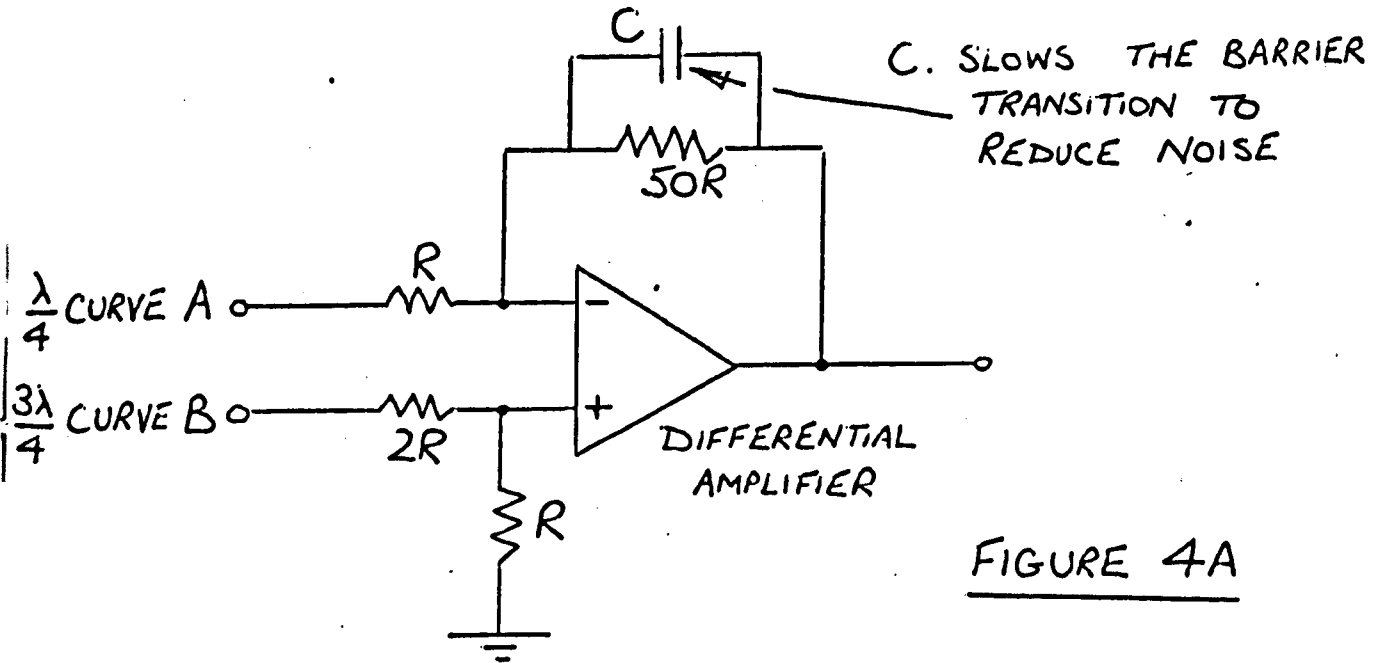 C
C. SLOWS THE BARRIER
TRANSITION TO
REDUCE NOISE
50R
R
λ/4 CURVE A
−
3λ/4 CURVE B
+
2R
DIFFERENTIAL
AMPLIFIER
R
FIGURE 4A